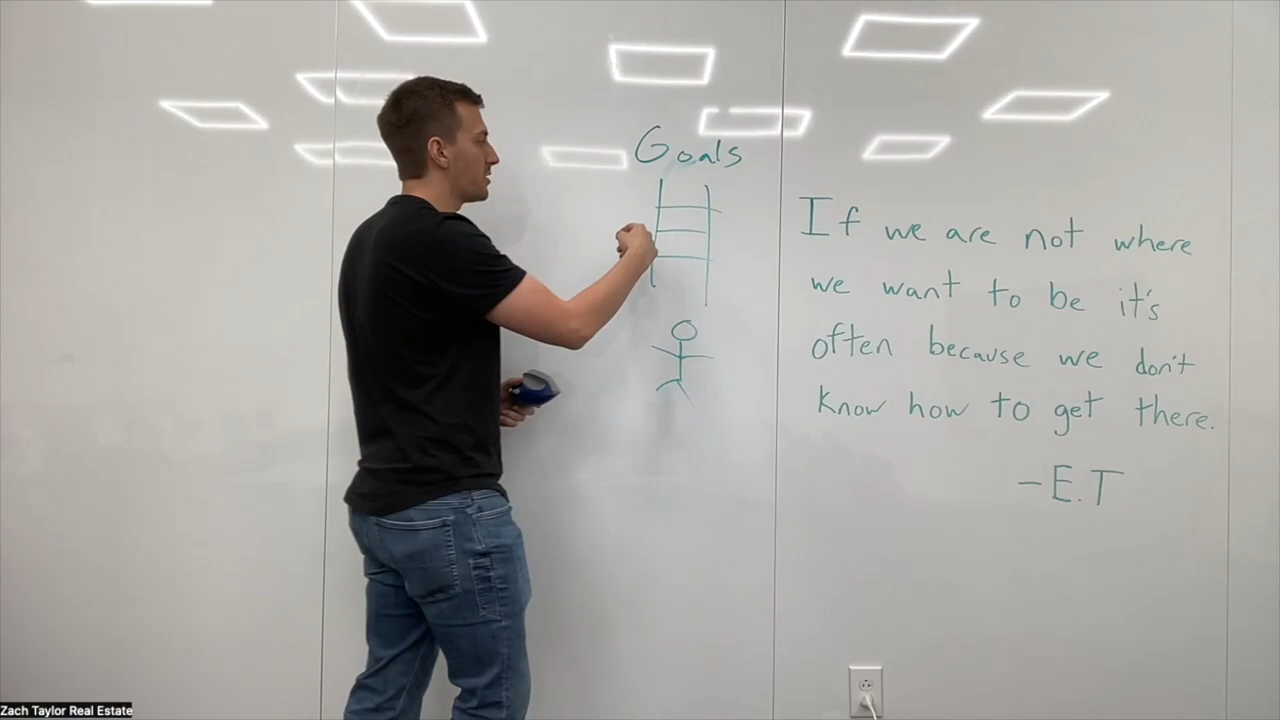 Goals
If we are not where
we want to be it's
often because we don't
know how to get there.
-E.T
Zach Taylor Real Estate